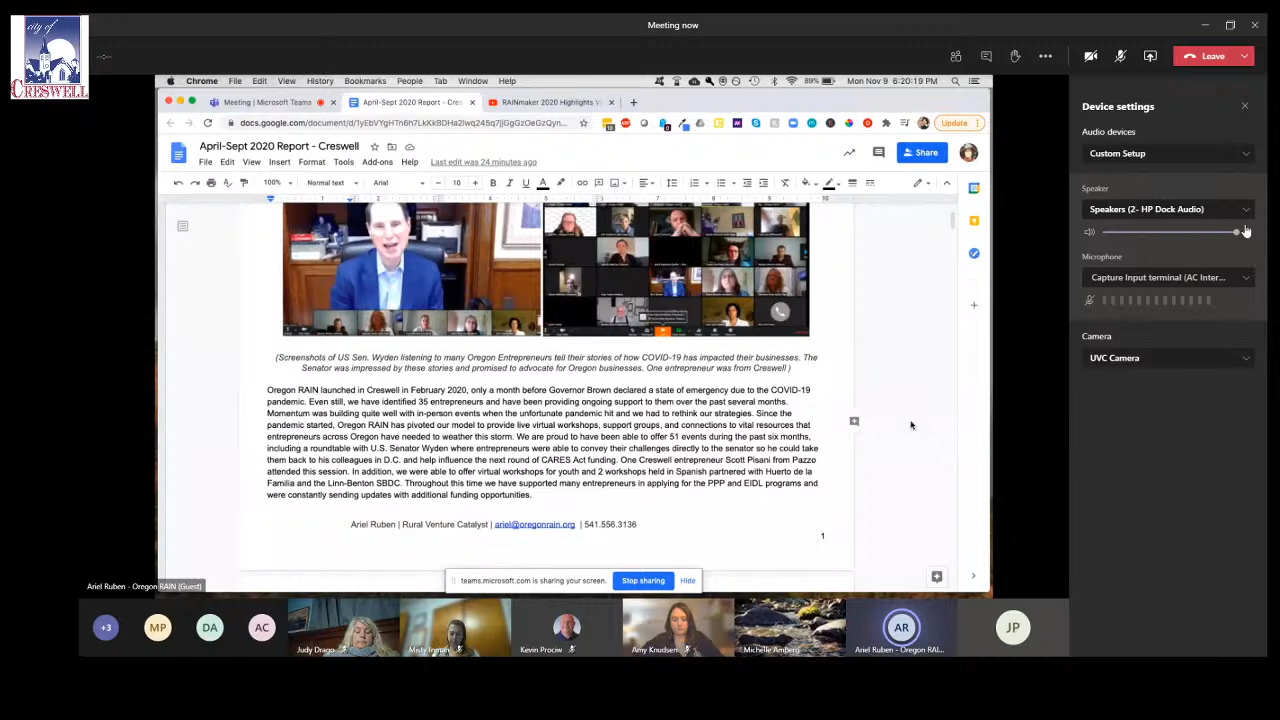 city of
CRESWELL
Meeting now
Leave
Chrome File Edit View History Bookmarks People Tab Window Help
89% Mon Nov 9 6:20:19 PM
Meeting | Microsoft Teams
April-Sept 2020 Report - Cres
RAINmaker 2020 Highlights V
Update
April-Sept 2020 Report - Creswell
File Edit View Insert Format Tools Add-ons Help
Last edit was 24 minutes ago
Share
100% Normal text Arial 10 B I U A
(Screenshots of US Sen. Wyden listening to many Oregon Entrepreneurs tell their stories of how COVID-19 has impacted their businesses. The
Senator was impressed by these stories and promised to advocate for Oregon businesses. One entrepreneur was from Creswell )
Oregon RAIN launched in Creswell in February 2020, only a month before Governor Brown declared a state of emergency due to the COVID-19
pandemic. Even still, we have identified 35 entrepreneurs and have been providing ongoing support to them over the past several months.
Momentum was building quite well with in-person events when the unfortunate pandemic hit and we had to rethink our strategies. Since the
pandemic started, Oregon RAIN has pivoted our model to provide live virtual workshops, support groups, and connections to vital resources that
entrepreneurs across Oregon have needed to weather this storm. We are proud to have been able to offer 51 events during the past six months,
including a roundtable with U.S. Senator Wyden where entrepreneurs were able to convey their challenges directly to the senator so he could take
them back to his colleagues in D.C. and help influence the next round of CARES Act funding. One Creswell entrepreneur Scott Pisani from Pazzo
attended this session. In addition, we were able to offer virtual workshops for youth and 2 workshops held in Spanish partnered with Huerto de la
Familia and the Linn-Benton SBDC. Throughout this time we have supported many entrepreneurs in applying for the PPP and EIDL programs and
were constantly sending updates with additional funding opportunities.
Ariel Ruben | Rural Venture Catalyst | ariel@oregonrain.org | 541.556.3136
1
teams.microsoft.com is sharing your screen.
Stop sharing
Hide
Ariel Ruben - Oregon RAIN (Guest)
+3
MP
DA
AC
Judy Drago
Misty Inman
Kevin Prociw
Amy Knudsen
Michelle Amberg
AR
Ariel Ruben - Oregon RAI...
JP
Device settings
Audio devices
Custom Setup
Speaker
Speakers (2- HP Dock Audio)
Microphone
Capture Input terminal (AC Inter...
Camera
UVC Camera